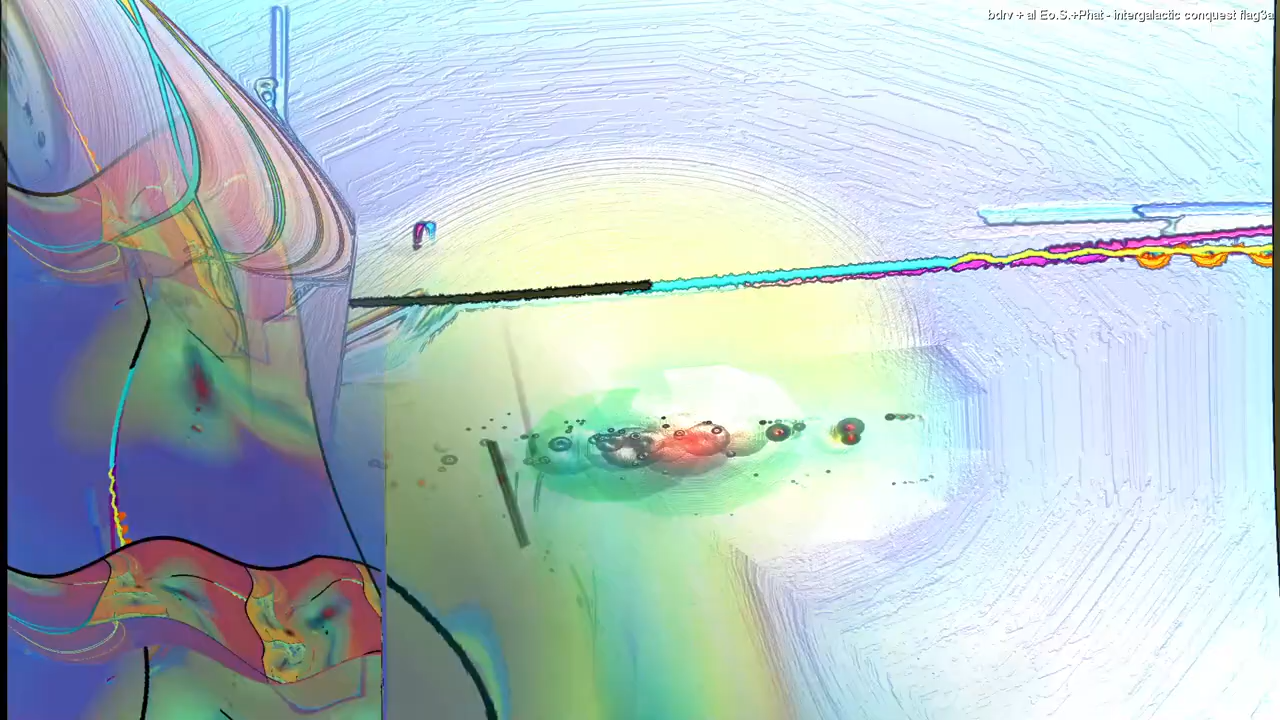 bdrv + al Eo.S.+Phat - intergalactic conquest flag3a